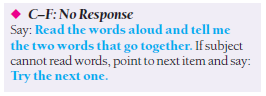 ◆ C–F: No Response
Say: Read the words aloud and tell me
the two words that go together. If subject
cannot read words, point to next item and say:
Try the next one.